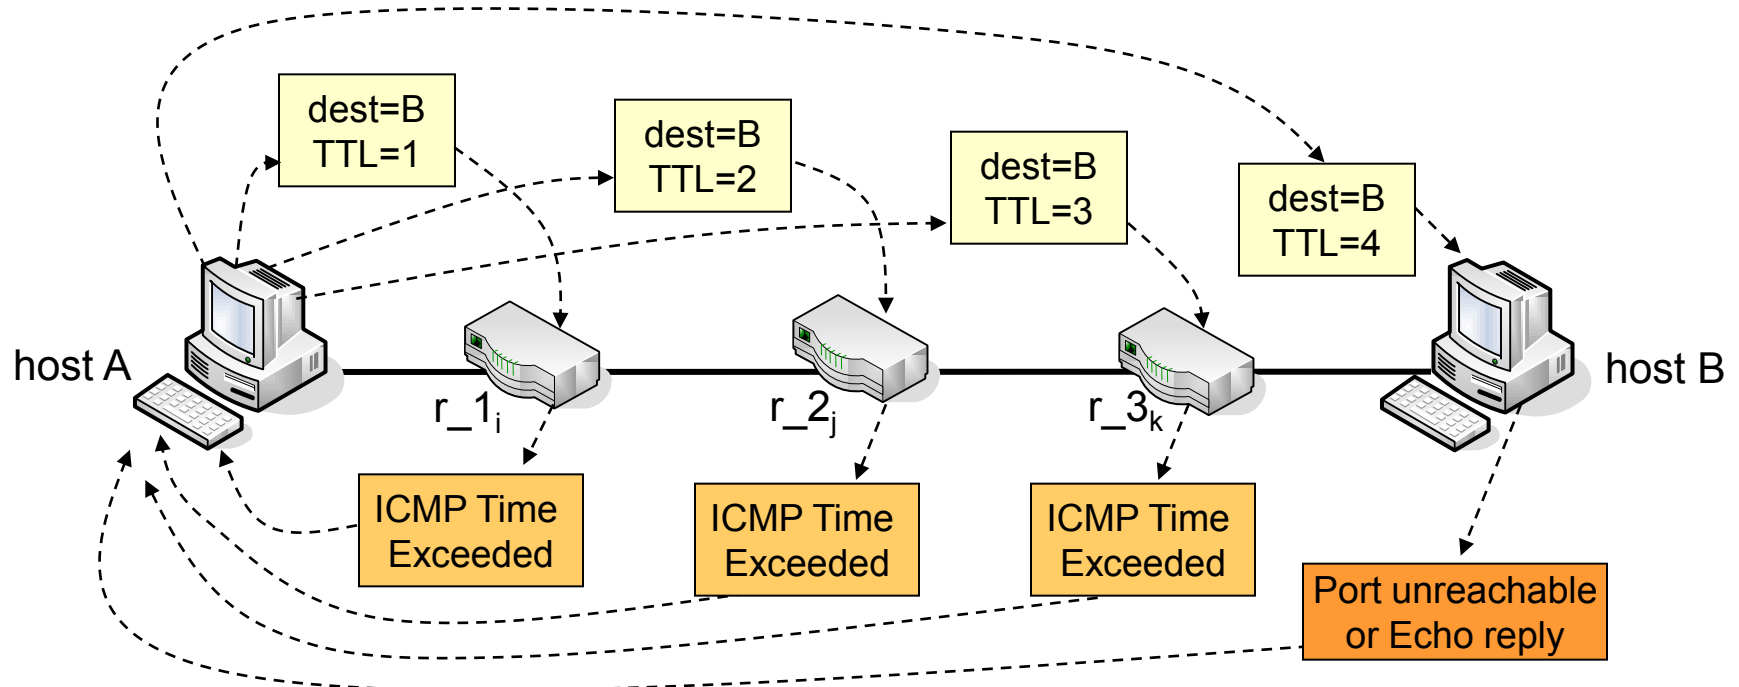 dest=B
TTL=1
dest=B
TTL=2
dest=B
TTL=3
dest=B
TTL=4
host A
host B
r_1i
r_2j
r_3k
ICMP Time
Exceeded
ICMP Time
Exceeded
ICMP Time
Exceeded
Port unreachable
or Echo reply